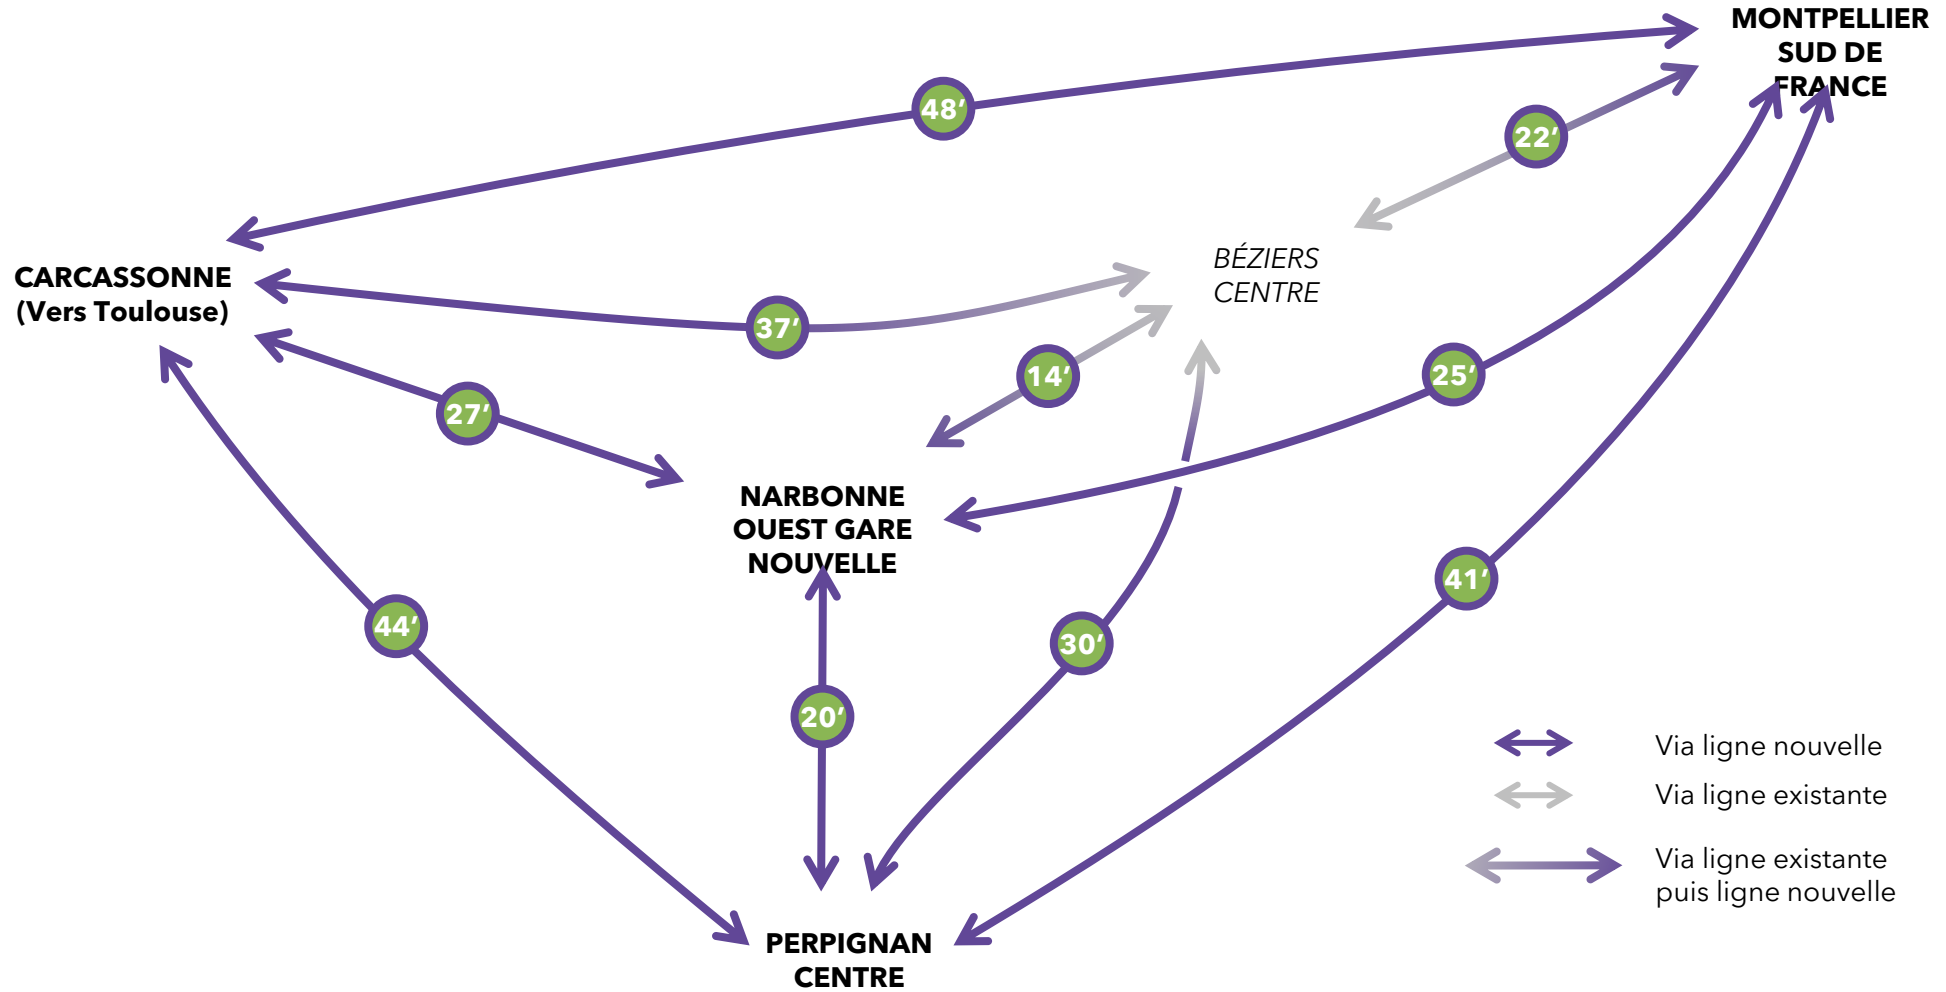 MONTPELLIER
SUD DE
FRANCE
48’
22’
BÉZIERS
CENTRE
CARCASSONNE
(Vers Toulouse)
37’
14’
25’
27’
NARBONNE
OUEST GARE
NOUVELLE
41’
44’
30’
20’
Via ligne nouvelle
Via ligne existante
Via ligne existante
puis ligne nouvelle
PERPIGNAN
CENTRE